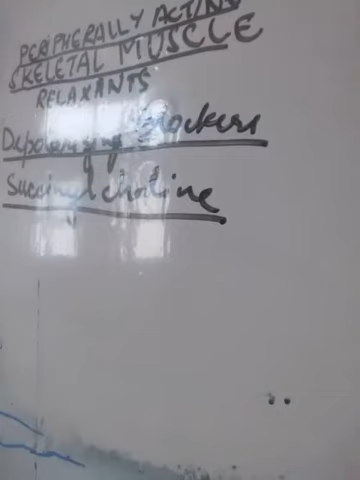 PERIPHERALLY ACTING
SKELETAL MUSCLE
RELAXANTS
Depolarizing Blockers
Succinylcholine